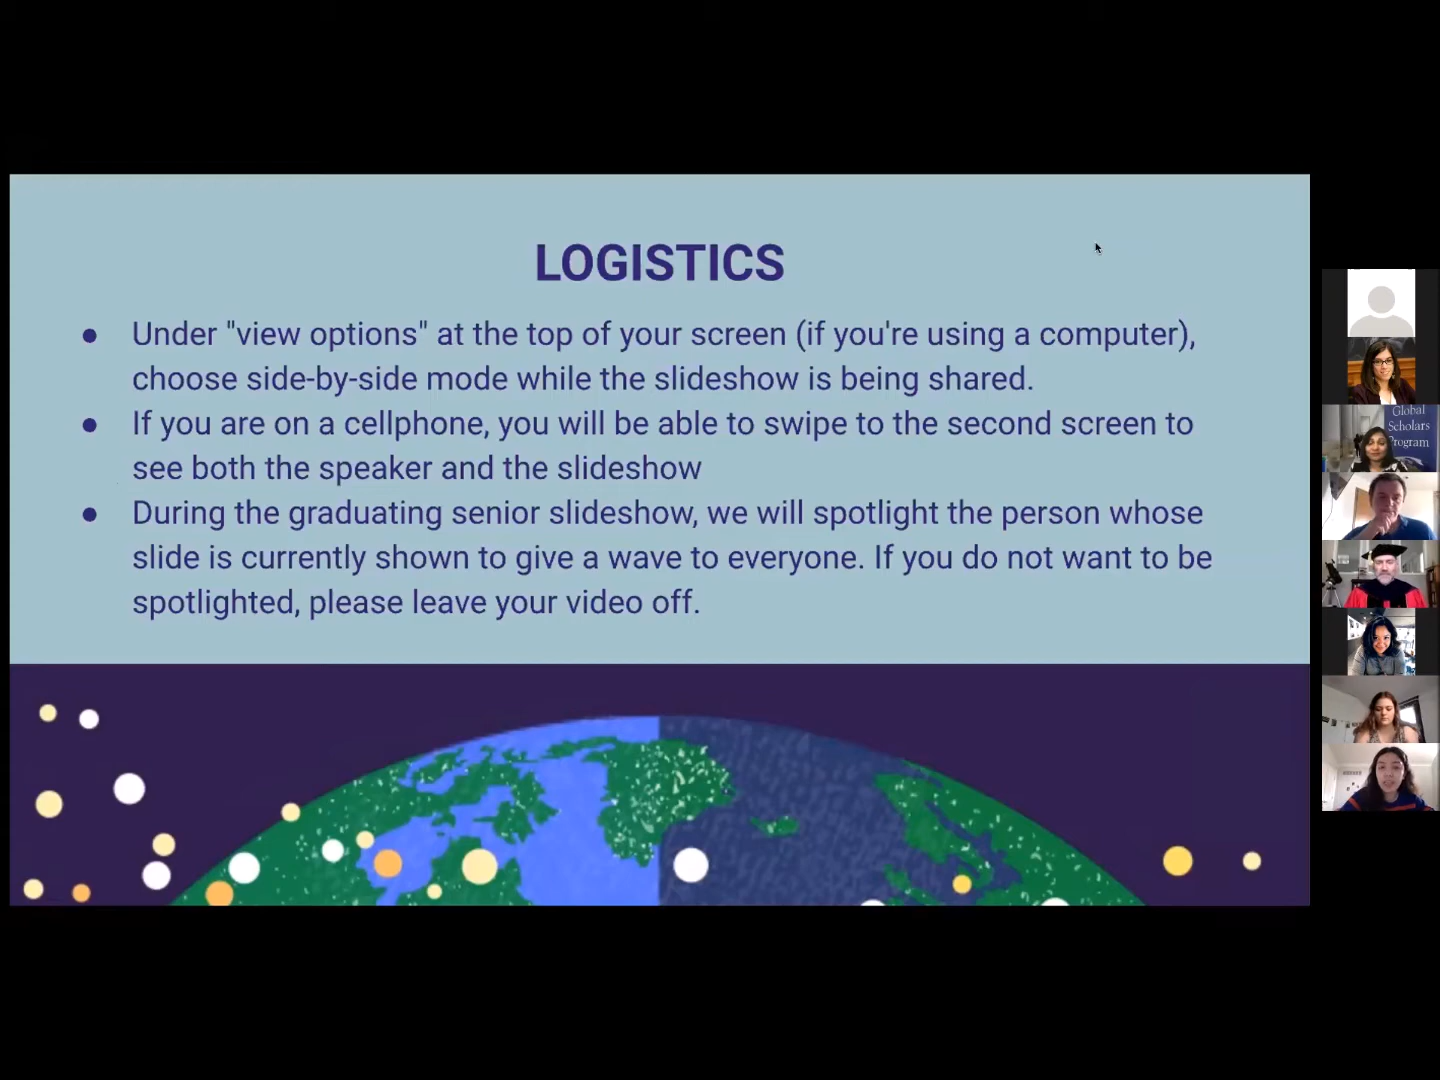 LOGISTICS
● Under "view options" at the top of your screen (if you're using a computer),
choose side-by-side mode while the slideshow is being shared.
● If you are on a cellphone, you will be able to swipe to the second screen to
see both the speaker and the slideshow
● During the graduating senior slideshow, we will spotlight the person whose
slide is currently shown to give a wave to everyone. If you do not want to be
spotlighted, please leave your video off.
Global
Scholars
Program